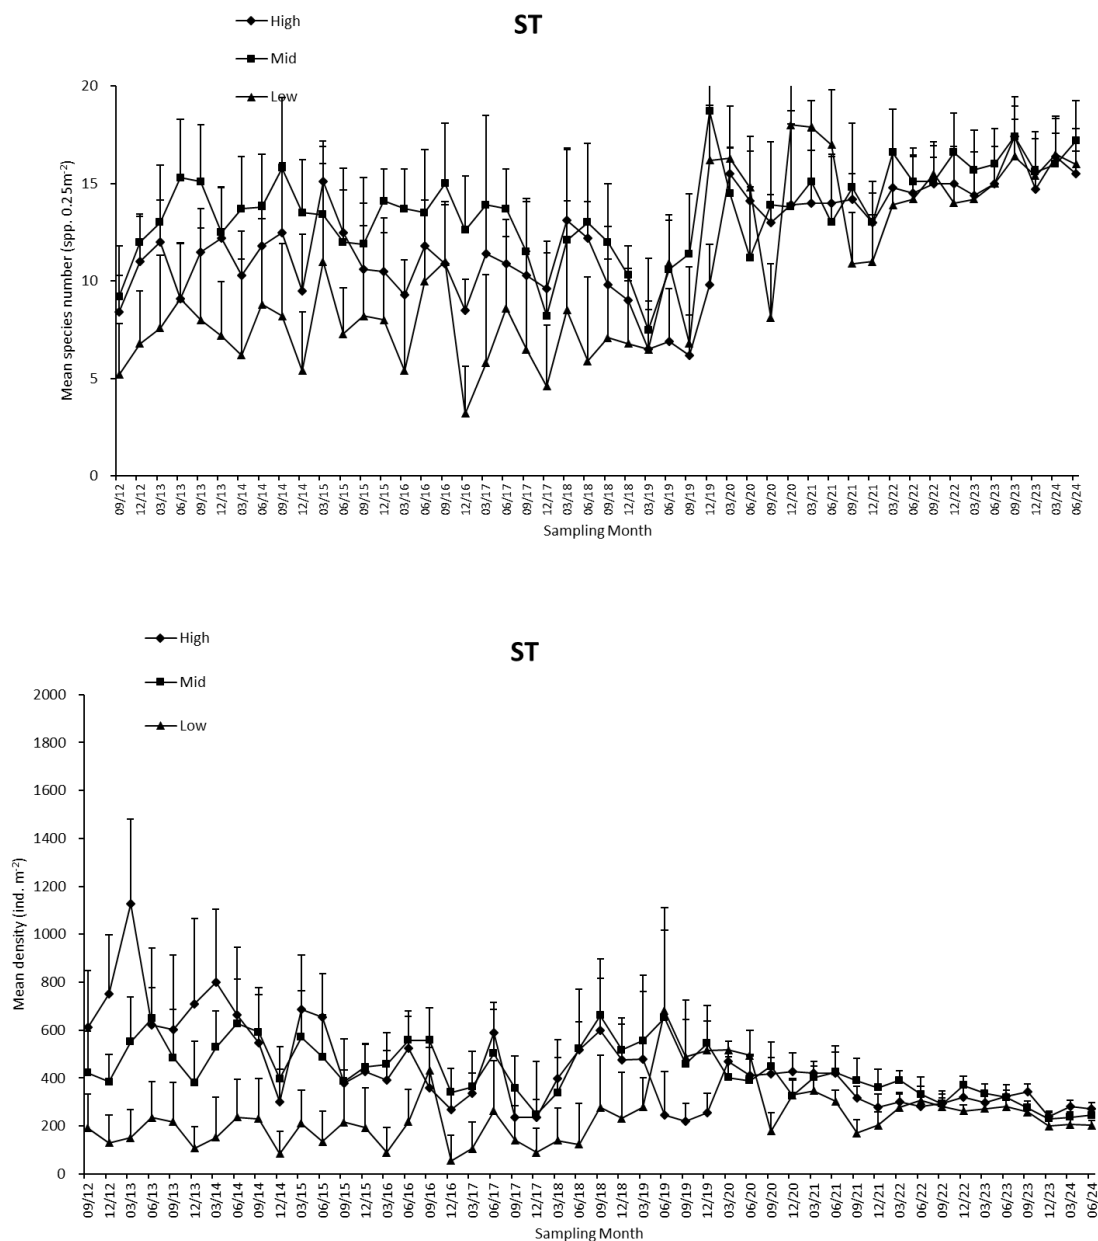 High
ST
Mid
Low
20
15
10
5
0
Mean species number (spp. 0.25m-2)
09/12 12/12 03/13 06/13 09/13 12/13 03/14 06/14 09/14 12/14 03/15 06/15 09/15 12/15 03/16 06/16 09/16 12/16 03/17 06/17 09/17 12/17 03/18 06/18 09/18 12/18 03/19 06/19 09/19 12/19 03/20 06/20 09/20 12/20 03/21 06/21 09/21 12/21 03/22 06/22 09/22 12/22 03/23 06/23 09/23 12/23 03/24 06/24
Sampling Month
High
ST
Mid
Low
2000
1800
1600
1400
1200
1000
800
600
400
200
0
Mean density (ind. m-2)
09/12 12/12 03/13 06/13 09/13 12/13 03/14 06/14 09/14 12/14 03/15 06/15 09/15 12/15 03/16 06/16 09/16 12/16 03/17 06/17 09/17 12/17 03/18 06/18 09/18 12/18 03/19 06/19 09/19 12/19 03/20 06/20 09/20 12/20 03/21 06/21 09/21 12/21 03/22 06/22 09/22 12/22 03/23 06/23 09/23 12/23 03/24 06/24
Sampling Month